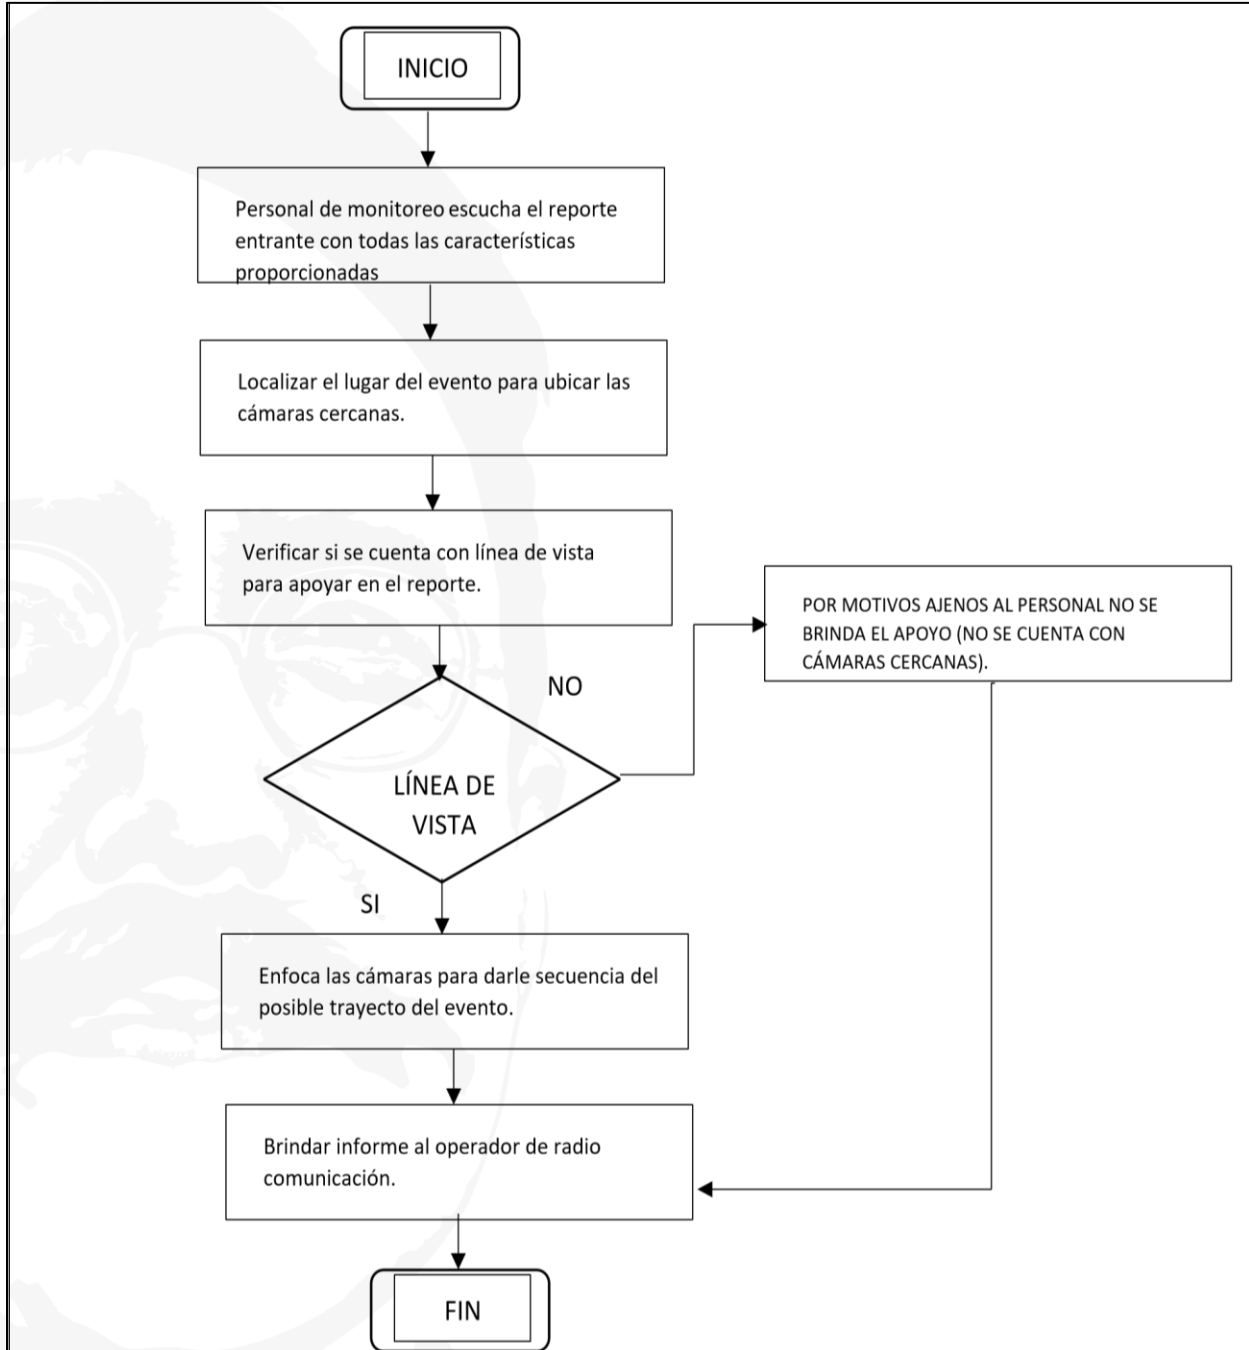 INICIO
Personal de monitoreo escucha el reporte
entrante con todas las características
proporcionadas
Localizar el lugar del evento para ubicar las
cámaras cercanas.
Verificar si se cuenta con línea de vista
para apoyar en el reporte.
POR MOTIVOS AJENOS AL PERSONAL NO SE
BRINDA EL APOYO (NO SE CUENTA CON
CÁMARAS CERCANAS).
NO
LÍNEA DE
VISTA
SI
Enfoca las cámaras para darle secuencia del
posible trayecto del evento.
Brindar informe al operador de radio
comunicación.
FIN